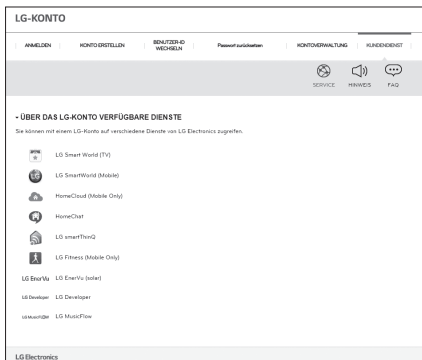 LG-KONTO
ANMELDEN KONTO ERSTELLEN BENUTZER-ID WECHSELN Passwort zurücksetzen KONTOVERWALTUNG KUNDENDIENST
SERVICE HINWEIS FAQ
• ÜBER DAS LG-KONTO VERFÜGBARE DIENSTE
Sie können mit einem LG-Konto auf verschiedene Dienste von LG Electronics zugreifen.
LG Smart World (TV)
LG SmartWorld (Mobile)
HomeCloud (Mobile Only)
HomeChat
LG smartThinQ
LG Fitness (Mobile Only)
LG EnerVu LG EnerVu (solar)
LG Developer LG Developer
LG MusicFLOW LG MusicFlow
LG Electronics